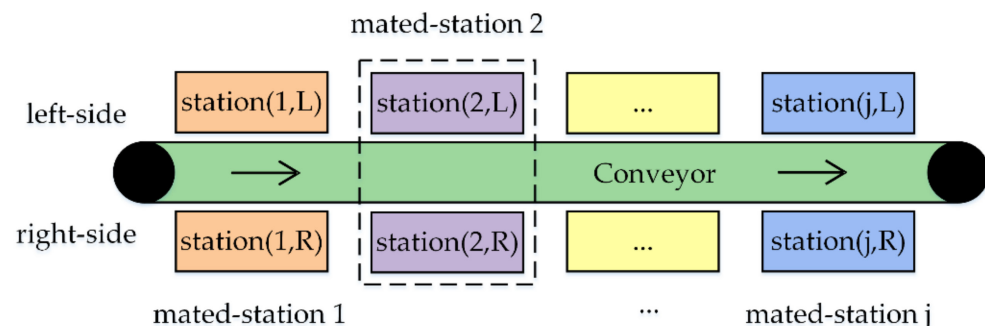 mated-station 2
station(1,L) station(2,L) ... station(j,L)
left-side
Conveyor
right-side
station(1,R) station(2,R) ... station(j,R)
mated-station 1 ... mated-station j